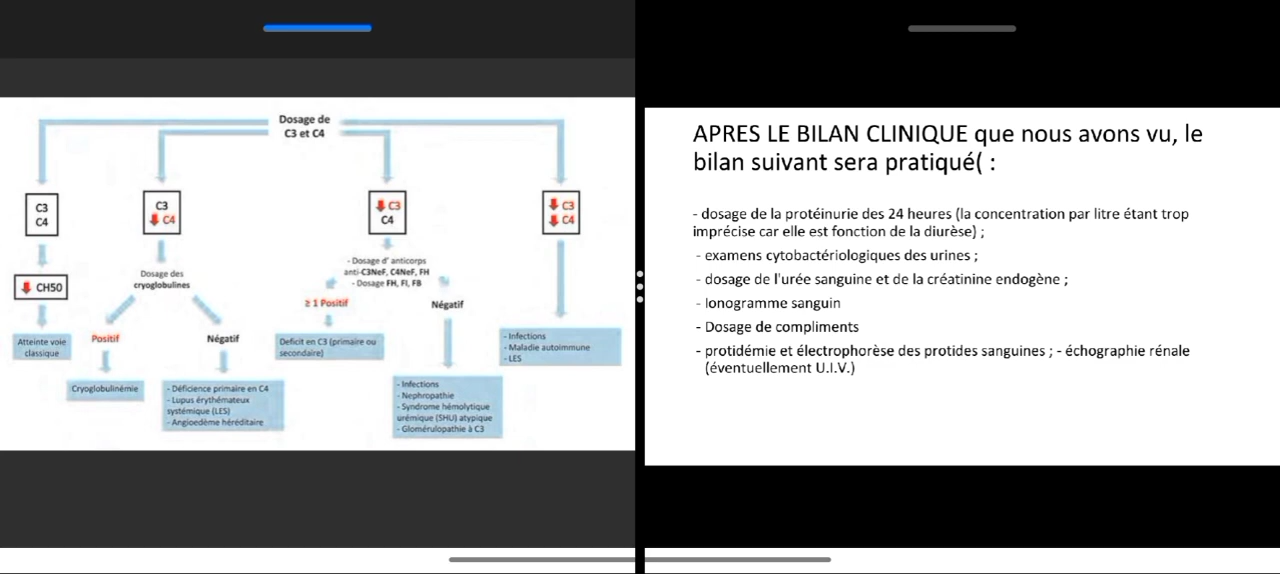 Dosage de
C3 et C4
C3
C4
C3
C4
C3
C4
C3
C4
CH50
Dosage des
cryoglobulines
- Dosage d' anticorps
anti-C3NeF, C4NeF, FH
- Dosage FH, FI, FB
≥ 1 Positif
Négatif
Positif
Négatif
Atteinte voie
classique
Deficit en C3 (primaire ou
secondaire)
- Infections
- Maladie autoimmune
- LES
Cryoglobulinémie
- Déficience primaire en C4
- Lupus érythémateux
systémique (LES)
- Angioedème héréditaire
- Infections
- Nephropathie
- Syndrome hémolytique
urémique (SHU) atypique
- Glomérulopathie à C3
APRES LE BILAN CLINIQUE que nous avons vu, le
bilan suivant sera pratiqué( :
- dosage de la protéinurie des 24 heures (la concentration par litre étant trop
imprécise car elle est fonction de la diurèse) ;
- examens cytobactériologiques des urines ;
- dosage de l'urée sanguine et de la créatinine endogène ;
- Ionogramme sanguin
- Dosage de compliments
- protidémie et électrophorèse des protides sanguines ; - échographie rénale
(éventuellement U.I.V.)